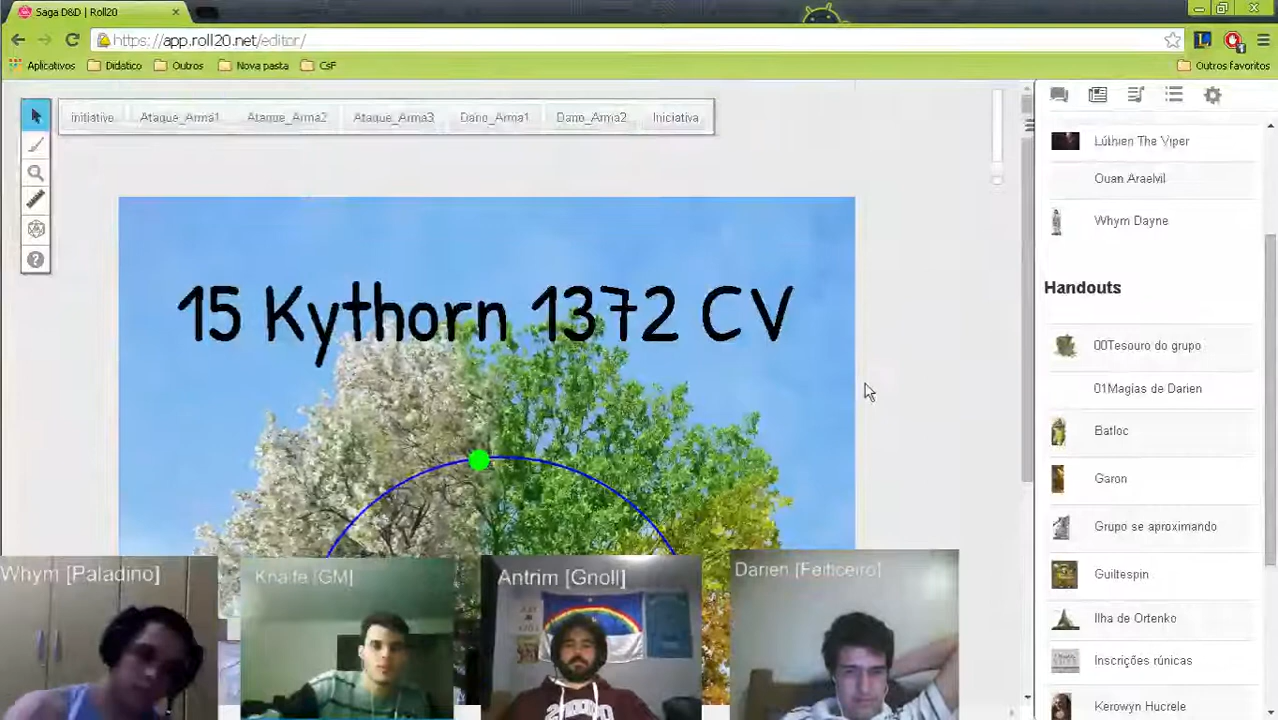 Saga D&D | Roll20
https://app.roll20.net/editor/
Aplicativos Didatico Outros Nova pasta CsF Outros favoritos
Initiative Ataque_Arma1 Ataque_Arma2 Ataque_Arma3 Dano_Arma1 Dano_Arma2 Iniciativa
15 Kythorn 1372 CV
Lúthien The Viper
Ouan Araelvil
Whym Dayne
Handouts
00Tesouro do grupo
01Magias de Darien
Batloc
Garon
Grupo se aproximando
Guiltespin
Ilha de Ortenko
Inscrições rúnicas
Kerowyn Hucrele
Whym [Paladino]
Knaife [GM]
Antrim [Gnoll]
Darien [Feiticeiro]